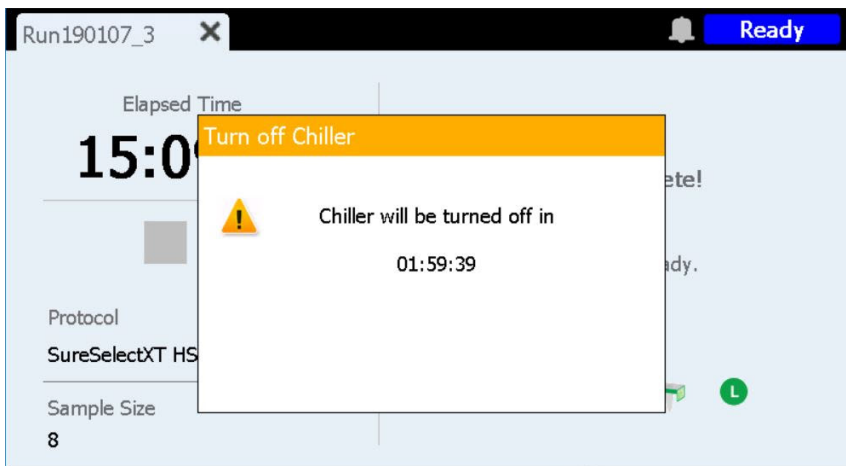 Run190107_3
Ready
Elapsed Time
Turn off Chiller
Chiller will be turned off in
01:59:39
Protocol
SureSelectXT HS
Sample Size
8
L